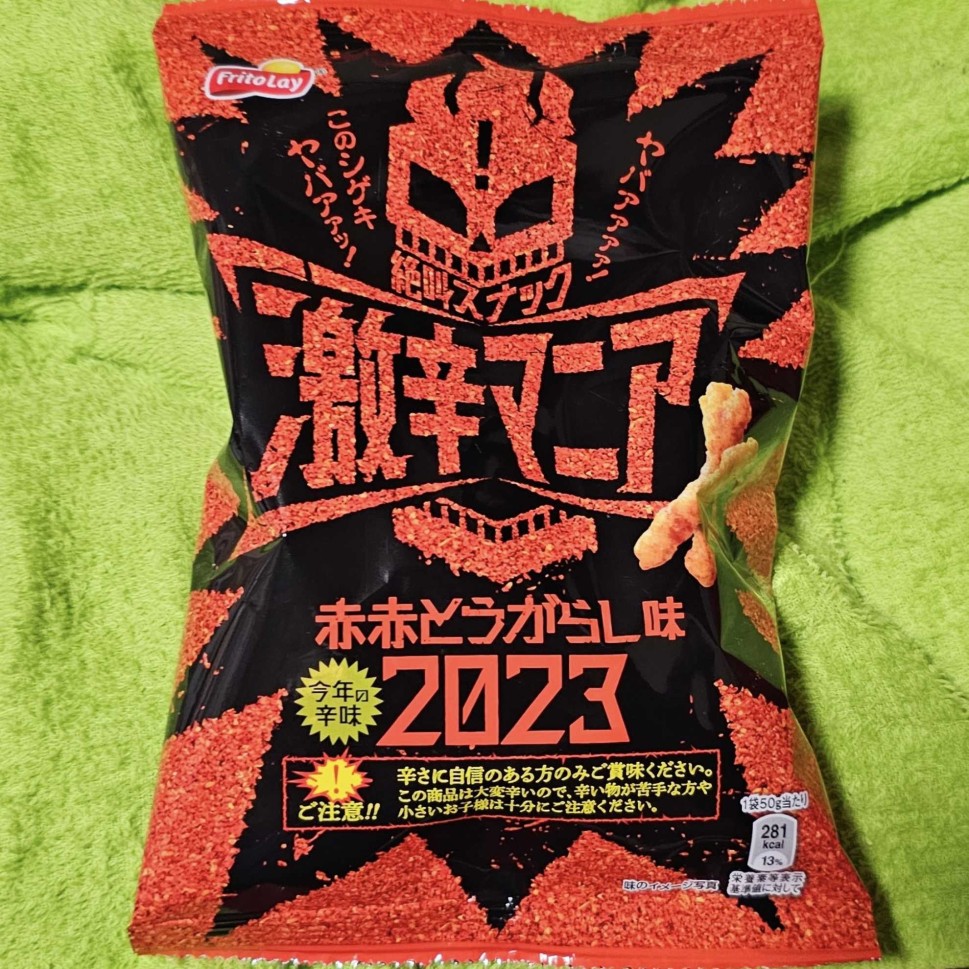 FritoLay
このシゲキ
ヤバアァッ!
ヤバアァァァ!
絶叫スナック
激辛マニア
赤赤とうがらし味
今年の
辛味
2023
ご注意!!
辛さに自信のある方のみご賞味ください。
この商品は大変辛いので、辛い物が苦手な方や
小さいお子様は十分にご注意ください。
1袋50g当たり
281
kcal
13%
栄養素等表示
基準値に対して
味のイメージ写真